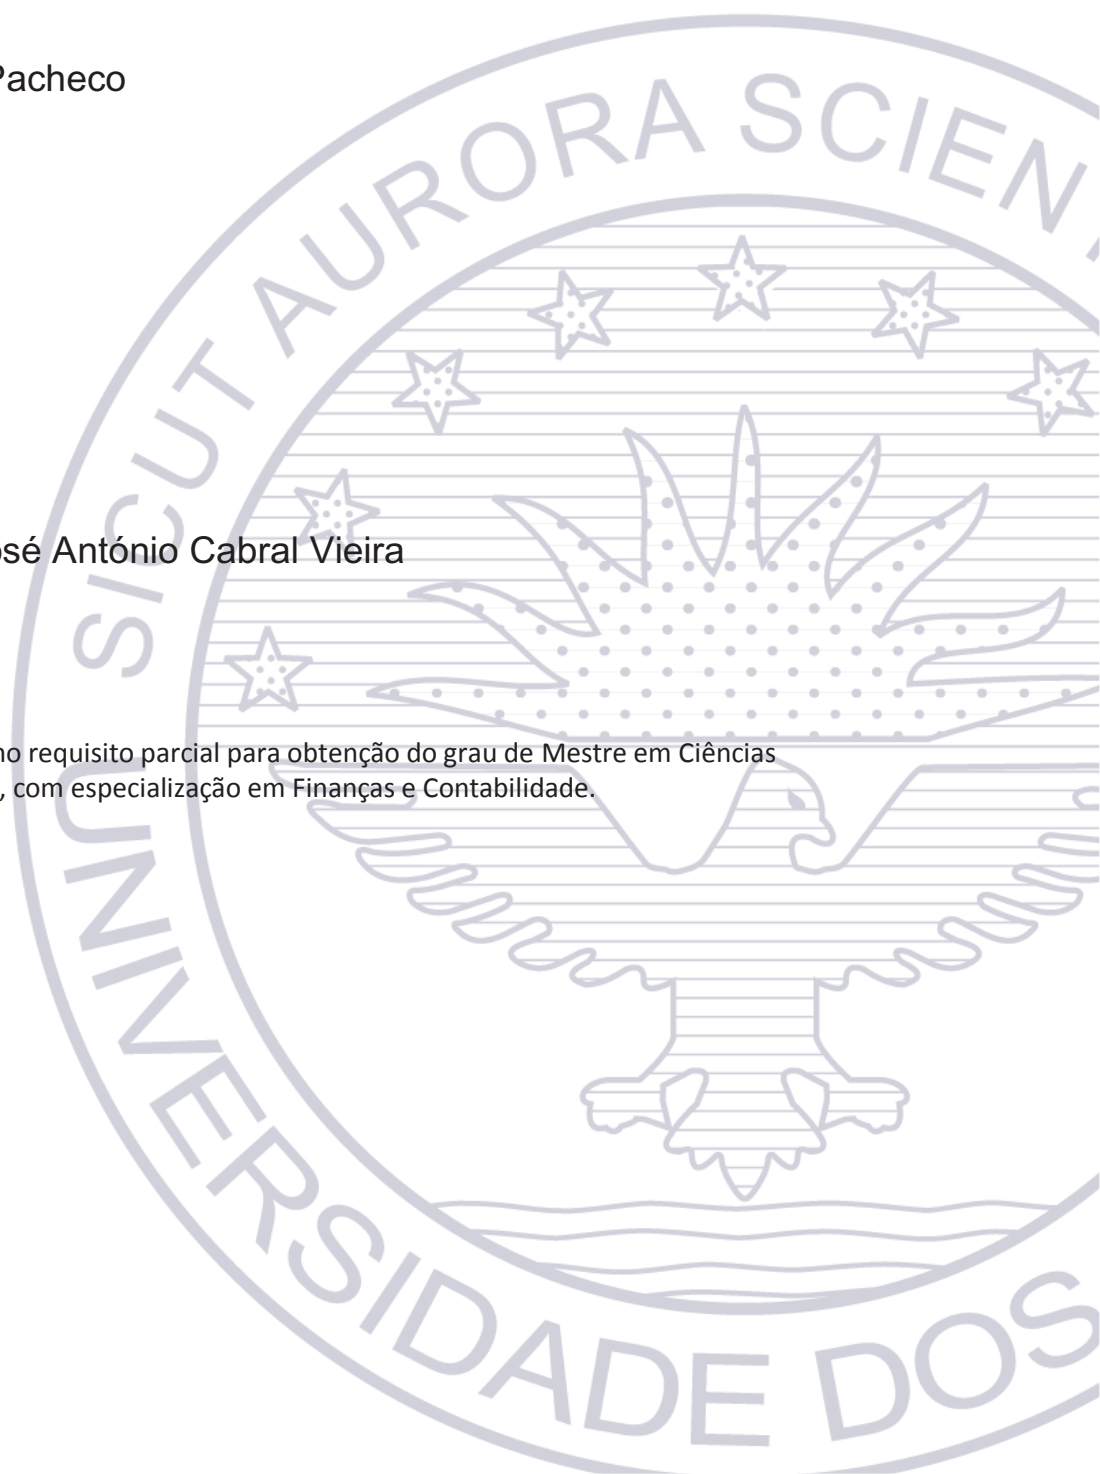 Pacheco
SICUT AURORA SCIEN
osé António Cabral Vieira
no requisito parcial para obtenção do grau de Mestre em Ciências
, com especialização em Finanças e Contabilidade.
UNIVERSIDADE DOS